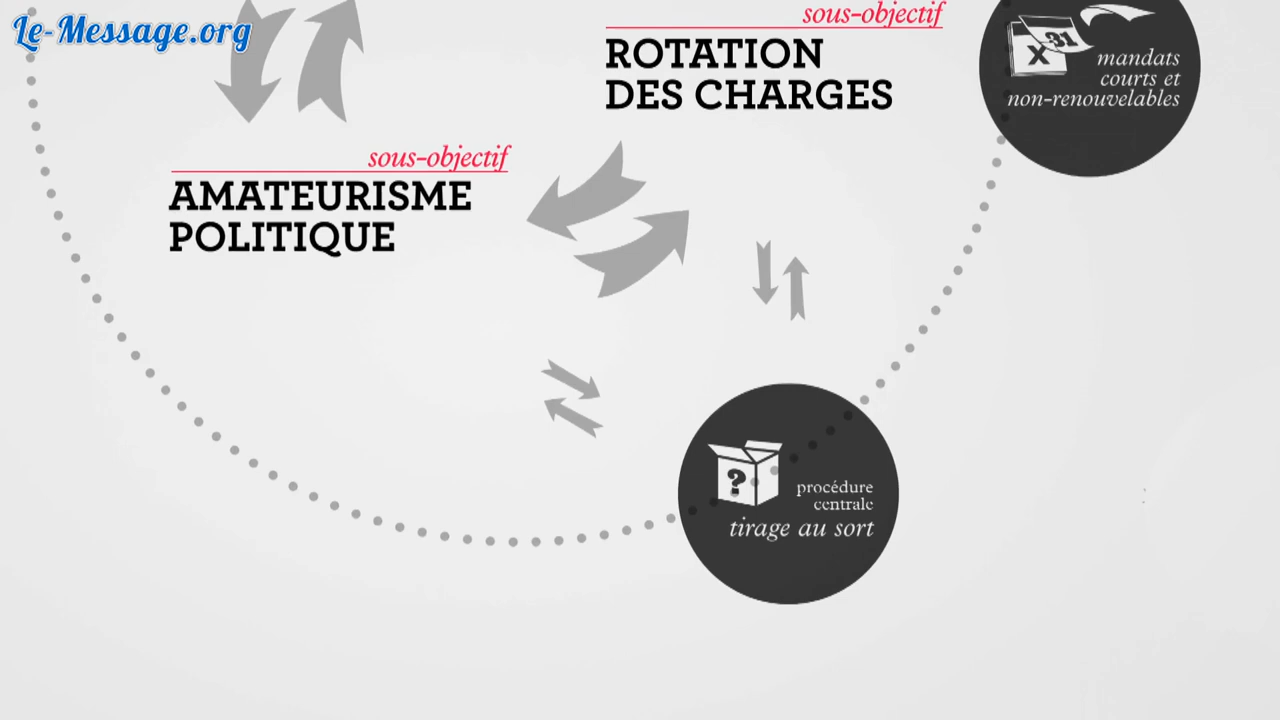 Le-Message.org
sous-objectif
ROTATION
DES CHARGES
31
X
mandats
courts et
non-renouvelables
sous-objectif
AMATEURISME
POLITIQUE
?
procédure
centrale
tirage au sort